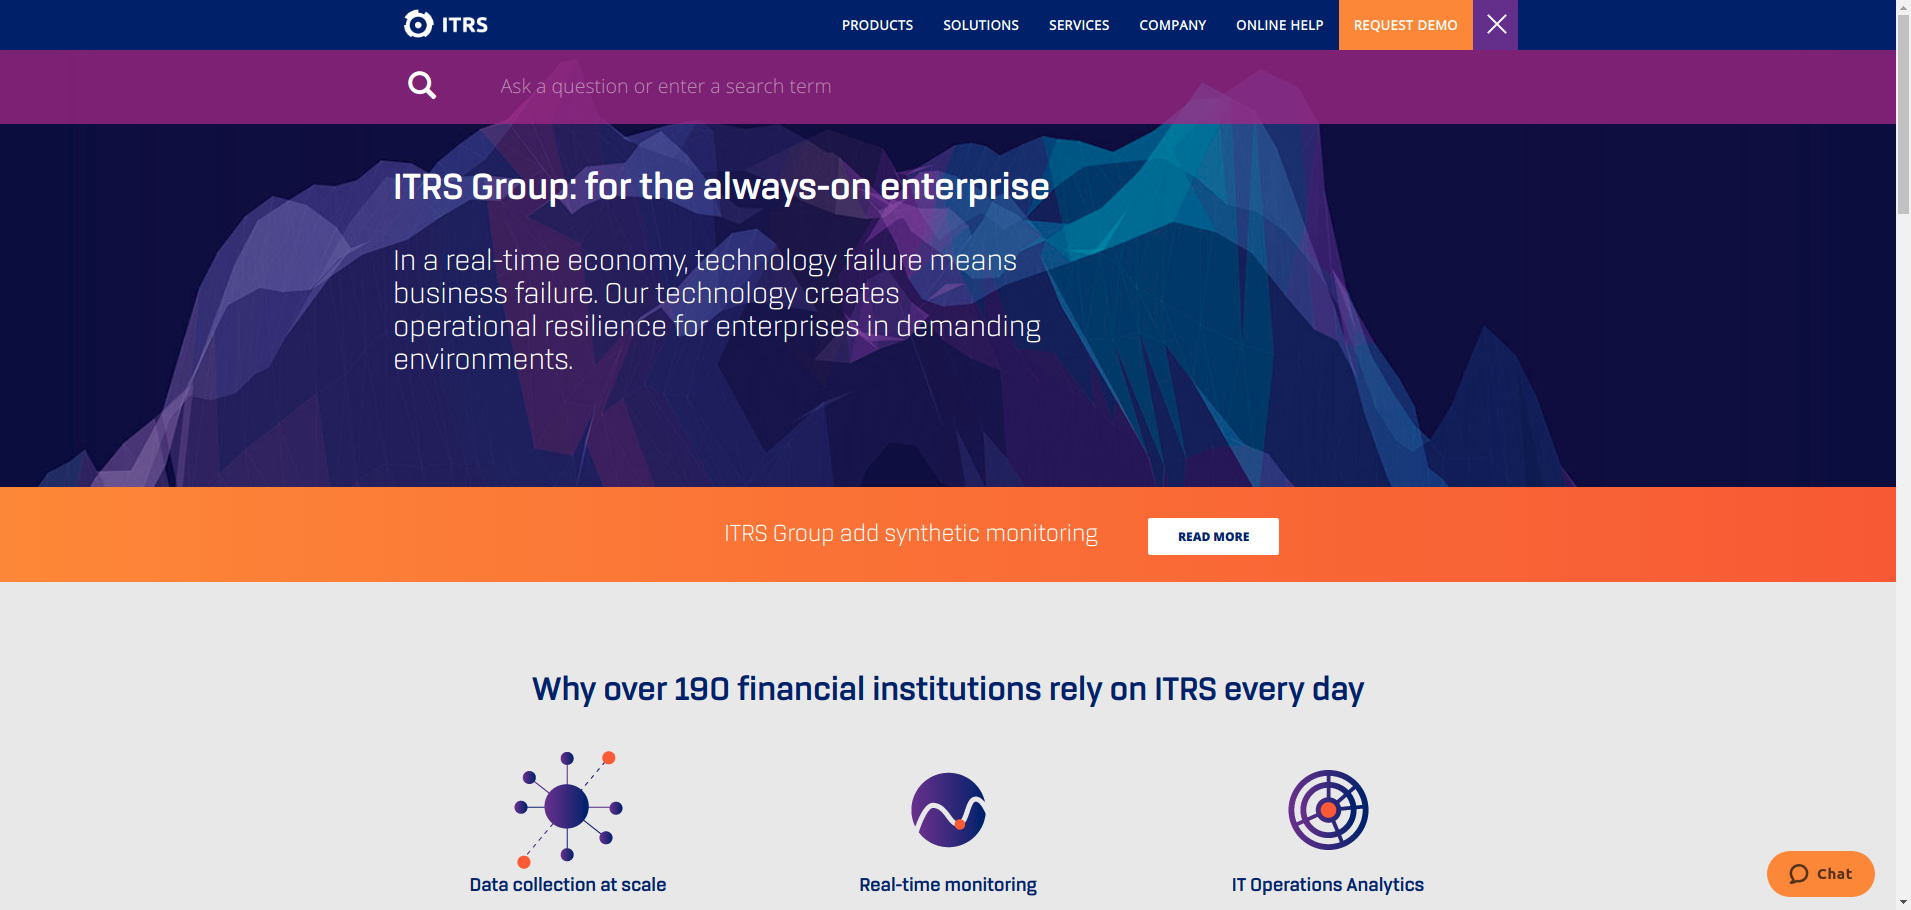 ITRS
PRODUCTS SOLUTIONS SERVICES COMPANY ONLINE HELP REQUEST DEMO
Ask a question or enter a search term
ITRS Group: for the always-on enterprise
In a real-time economy, technology failure means
business failure. Our technology creates
operational resilience for enterprises in demanding
environments.
ITRS Group add synthetic monitoring
READ MORE
Why over 190 financial institutions rely on ITRS every day
Data collection at scale
Real-time monitoring
IT Operations Analytics
Chat